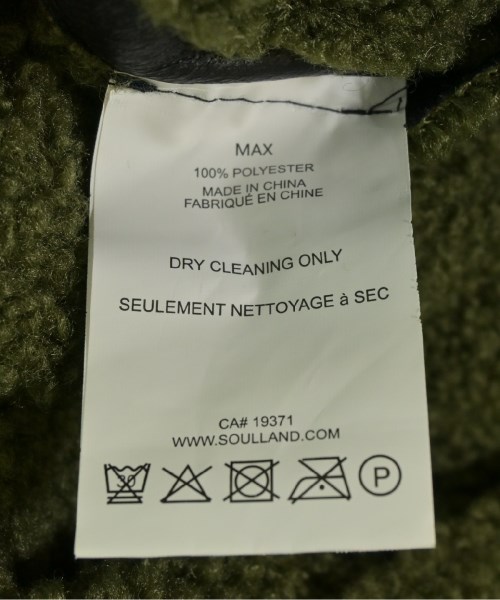 MAX
100% POLYESTER
MADE IN CHINA
FABRIQUÉ EN CHINE
DRY CLEANING ONLY
SEULEMENT NETTOYAGE à SEC
CA# 19371
WWW.SOULLAND.COM
30 P